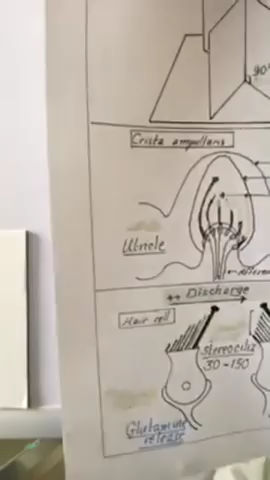 90°
Crista ampullaris
Utricle
++ Discharge
Hair cell
stereocilia
30-150
Glutamate
release